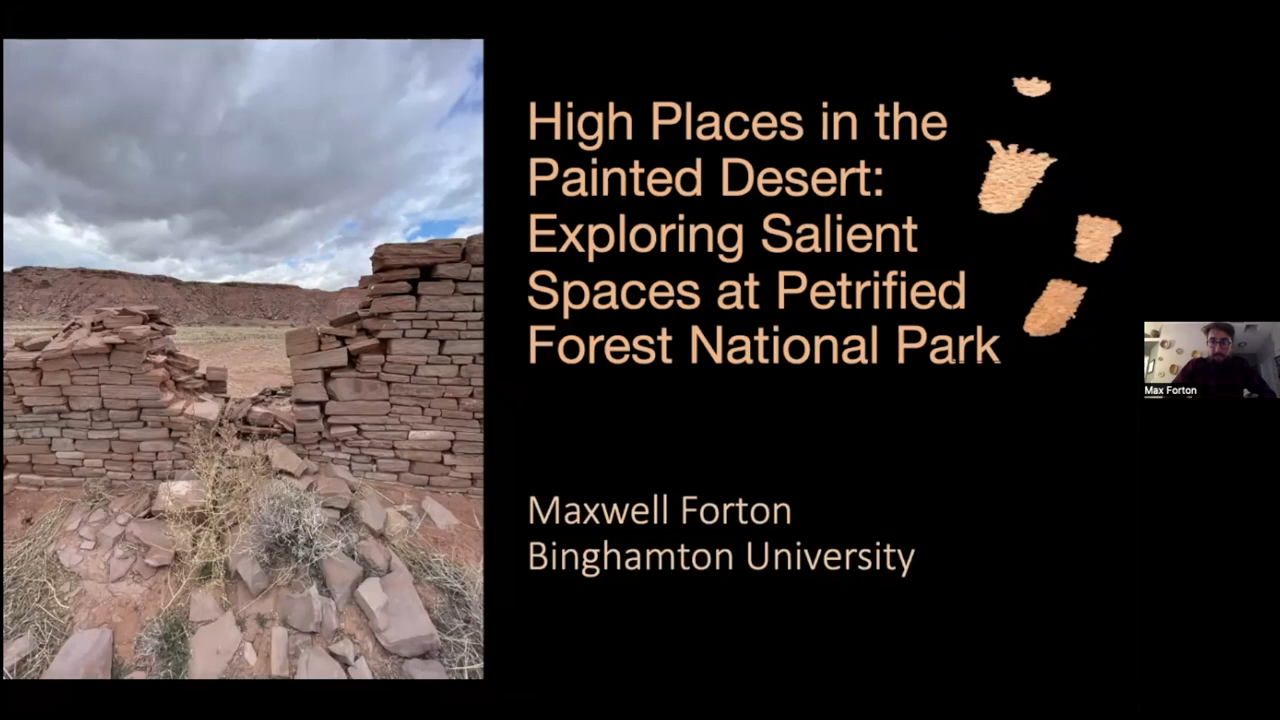 High Places in the
Painted Desert:
Exploring Salient
Spaces at Petrified
Forest National Park
Maxwell Forton
Binghamton University
Max Forton